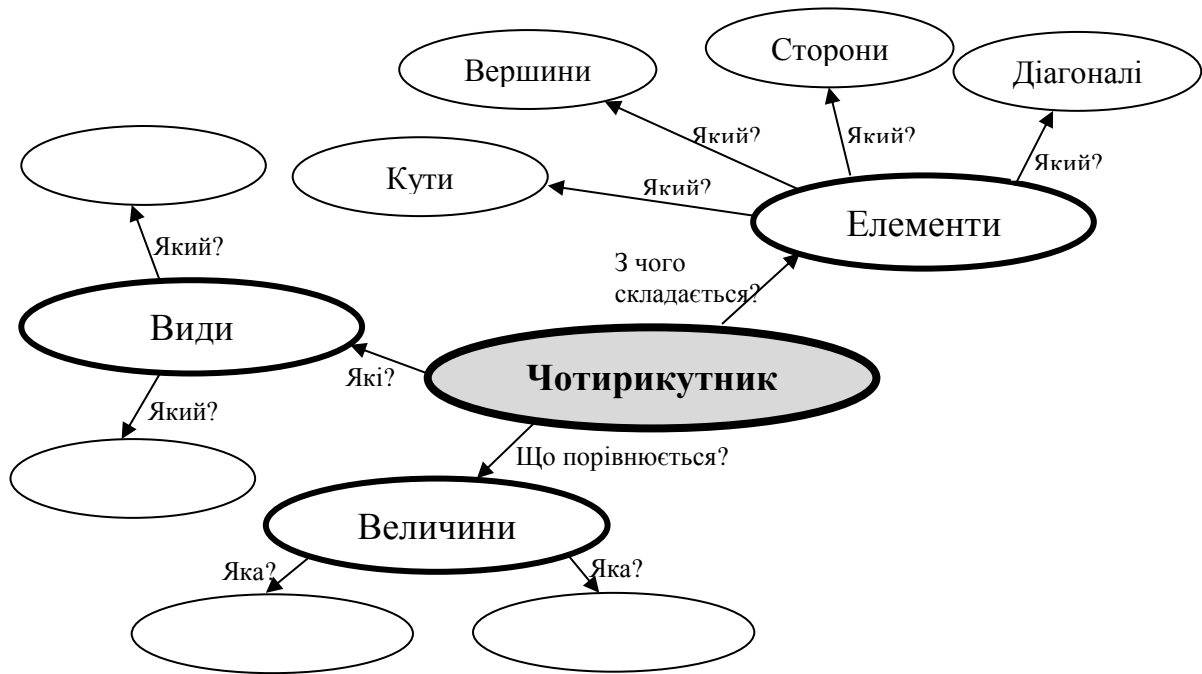 Сторони
Вершини
Діагоналі
Який?
Який?
Який?
Кути
Який?
Елементи
Який?
З чого
складається?
Види
Які?
Чотирикутник
Який?
Що порівнюється?
Величини
Яка?
Яка?